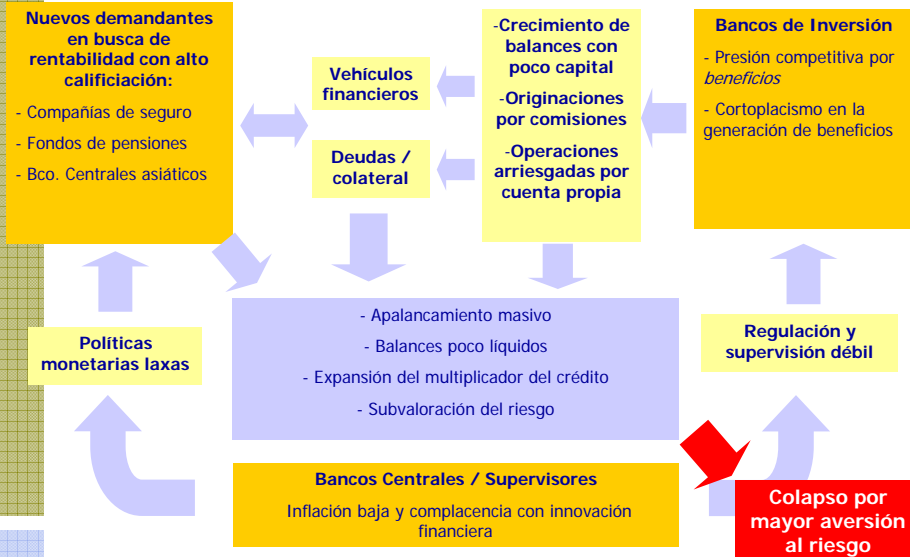 Nuevos demandantes
en busca de
rentabilidad con alto
calificiación:
- Compañías de seguro
- Fondos de pensiones
- Bco. Centrales asiáticos
Vehículos
financieros
Deudas /
colateral
-Crecimiento de
balances con
poco capital
-Originaciones
por comisiones
-Operaciones
arriesgadas por
cuenta propia
Bancos de Inversión
- Presión competitiva por
beneficios
- Cortoplacismo en la
generación de beneficios
Políticas
monetarias laxas
- Apalancamiento masivo
- Balances poco líquidos
- Expansión del multiplicador del crédito
- Subvaloración del riesgo
Regulación y
supervisión débil
Bancos Centrales / Supervisores
Inflación baja y complacencia con innovación
financiera
Colapso por
mayor aversión
al riesgo